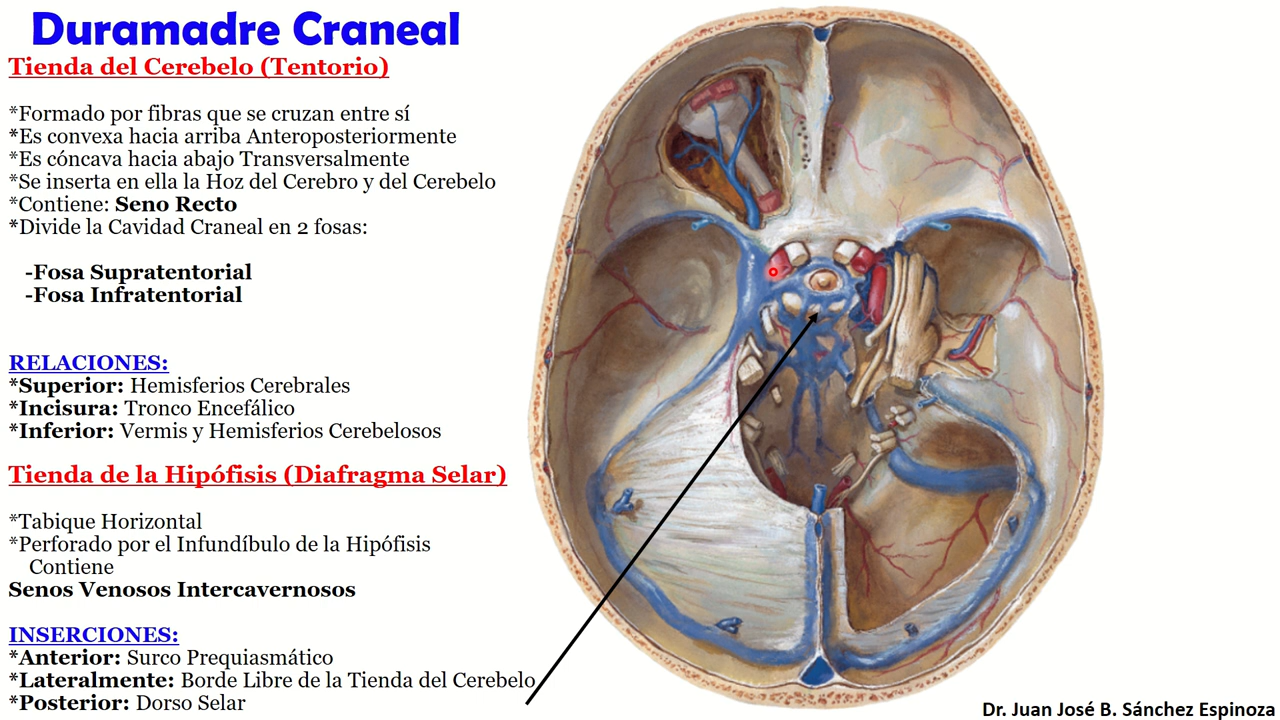 Duramadre Craneal
Tienda del Cerebelo (Tentorio)
*Formado por fibras que se cruzan entre sí
*Es convexa hacia arriba Anteroposteriormente
*Es cóncava hacia abajo Transversalmente
*Se inserta en ella la Hoz del Cerebro y del Cerebelo
*Contiene: Seno Recto
*Divide la Cavidad Craneal en 2 fosas:
-Fosa Supratentorial
-Fosa Infratentorial
RELACIONES:
*Superior: Hemisferios Cerebrales
*Incisura: Tronco Encefálico
*Inferior: Vermis y Hemisferios Cerebelosos
Tienda de la Hipófisis (Diafragma Selar)
*Tabique Horizontal
*Perforado por el Infundíbulo de la Hipófisis
Contiene
Senos Venosos Intercavernosos
INSERCIONES:
*Anterior: Surco Prequiasmático
*Lateralmente: Borde Libre de la Tienda del Cerebelo
*Posterior: Dorso Selar
Dr. Juan José B. Sánchez Espinoza